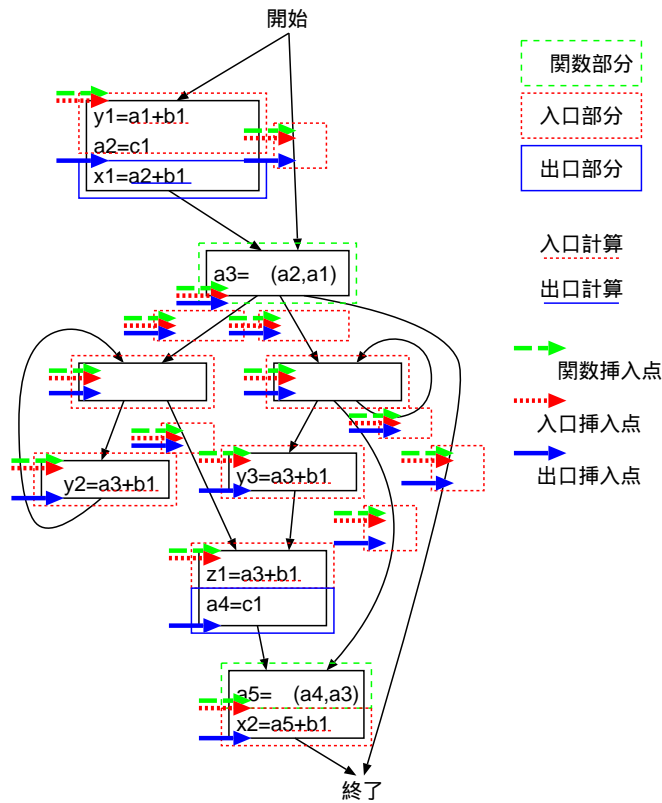 開始
関数部分
y1=a1+b1
入口部分
a2=c1
出口部分
x1=a2+b1
入口計算
a3= (a2,a1)
出口計算
関数挿入点
入口挿入点
y2=a3+b1
y3=a3+b1
出口挿入点
z1=a3+b1
a4=c1
a5= (a4,a3)
x2=a5+b1
終了